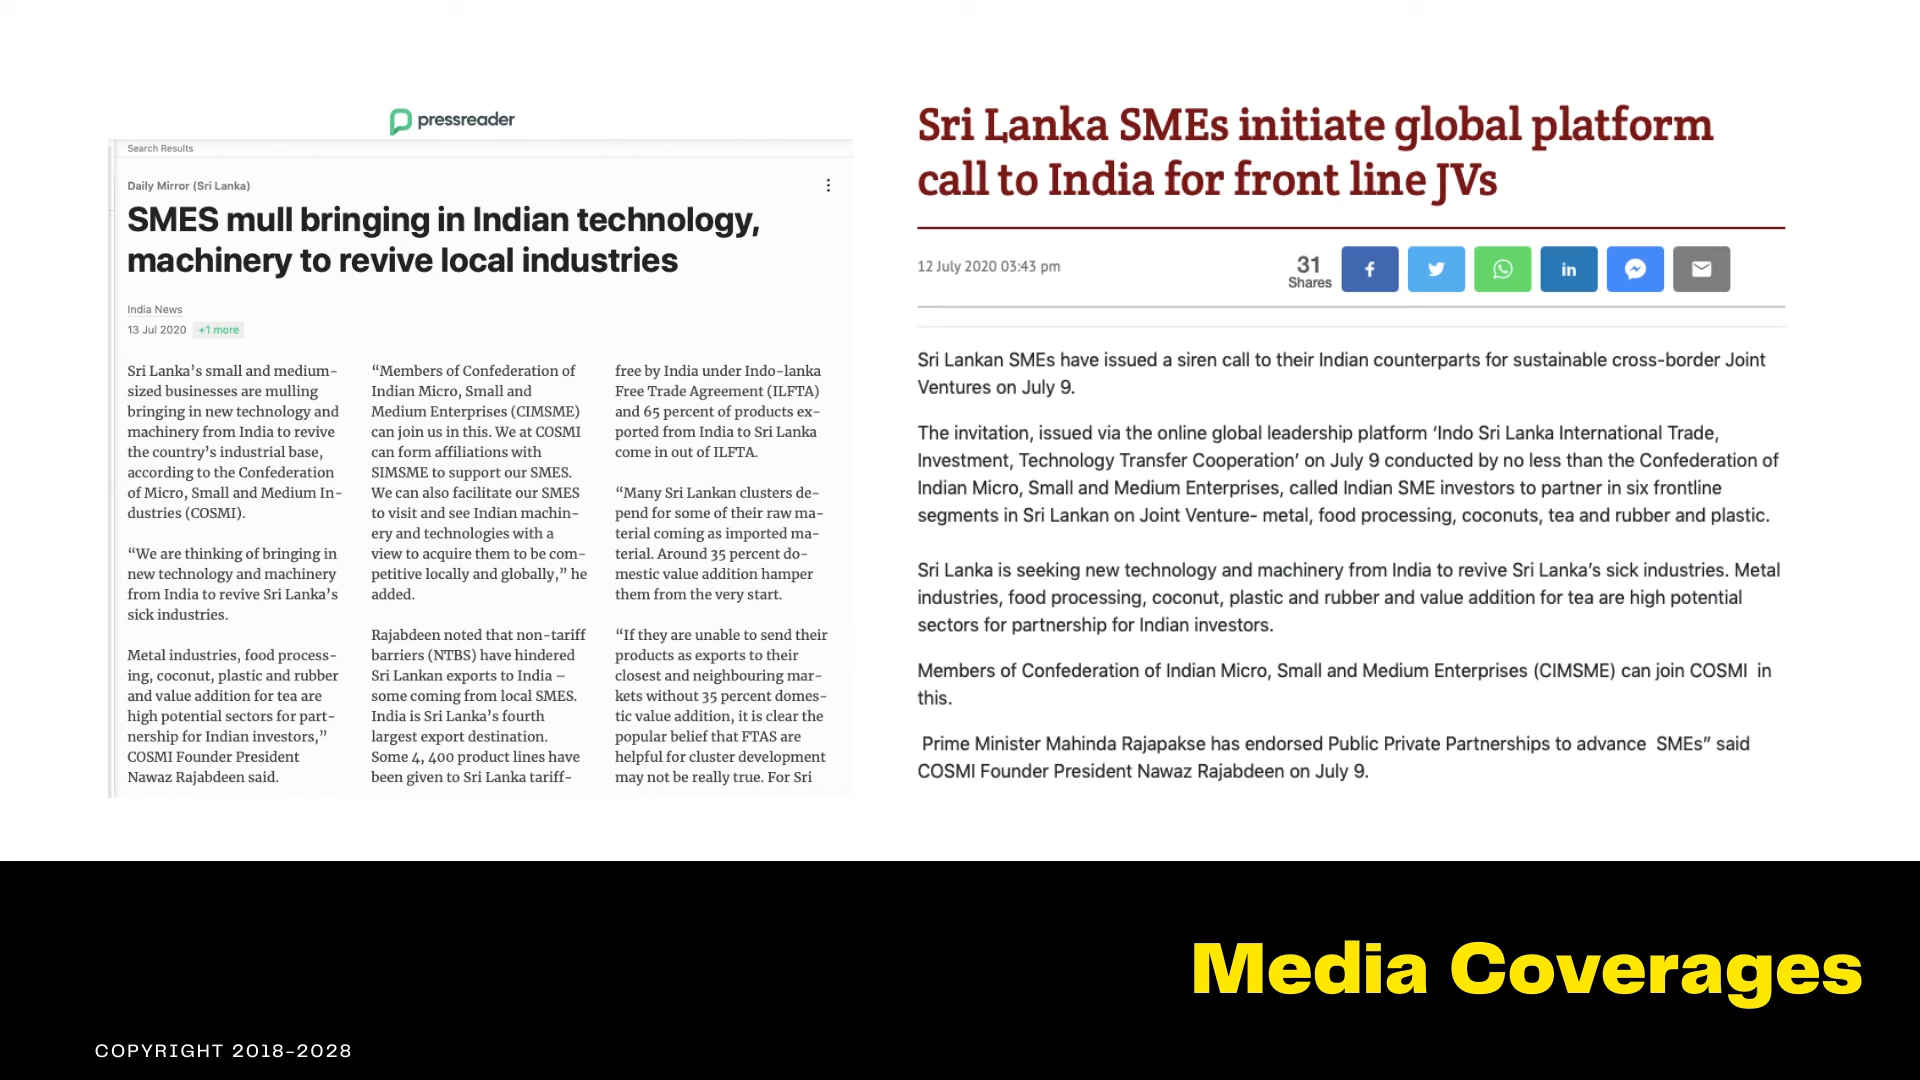 pressreader
Search Results
Daily Mirror (Sri Lanka)
SMES mull bringing in Indian technology,
machinery to revive local industries
India News
13 Jul 2020 +1 more
Sri Lanka’s small and medium-
sized businesses are mulling
bringing in new technology and
machinery from India to revive
the country’s industrial base,
according to the Confederation
of Micro, Small and Medium In-
dustries (COSMI).
“We are thinking of bringing in
new technology and machinery
from India to revive Sri Lanka’s
sick industries.
Metal industries, food process-
ing, coconut, plastic and rubber
and value addition for tea are
high potential sectors for part-
nership for Indian investors,”
COSMI Founder President
Nawaz Rajabdeen said.
“Members of Confederation of
Indian Micro, Small and
Medium Enterprises (CIMSME)
can join us in this. We at COSMI
can form affiliations with
SIMSME to support our SMES.
We can also facilitate our SMES
to visit and see Indian machin-
ery and technologies with a
view to acquire them to be com-
petitive locally and globally,” he
added.
Rajabdeen noted that non-tariff
barriers (NTBS) have hindered
Sri Lankan exports to India –
some coming from local SMES.
India is Sri Lanka’s fourth
largest export destination.
Some 4, 400 product lines have
been given to Sri Lanka tariff-
free by India under Indo-lanka
Free Trade Agreement (ILFTA)
and 65 percent of products ex-
ported from India to Sri Lanka
come in out of ILFTA.
“Many Sri Lankan clusters de-
pend for some of their raw ma-
terial coming as imported ma-
terial. Around 35 percent do-
mestic value addition hamper
them from the very start.
“If they are unable to send their
products as exports to their
closest and neighbouring mar-
kets without 35 percent domes-
tic value addition, it is clear the
popular belief that FTAS are
helpful for cluster development
may not be really true. For Sri
Sri Lanka SMEs initiate global platform
call to India for front line JVs
12 July 2020 03:43 pm
31
Shares
Sri Lankan SMEs have issued a siren call to their Indian counterparts for sustainable cross-border Joint
Ventures on July 9.
The invitation, issued via the online global leadership platform ‘Indo Sri Lanka International Trade,
Investment, Technology Transfer Cooperation’ on July 9 conducted by no less than the Confederation of
Indian Micro, Small and Medium Enterprises, called Indian SME investors to partner in six frontline
segments in Sri Lankan on Joint Venture- metal, food processing, coconuts, tea and rubber and plastic.
Sri Lanka is seeking new technology and machinery from India to revive Sri Lanka’s sick industries. Metal
industries, food processing, coconut, plastic and rubber and value addition for tea are high potential
sectors for partnership for Indian investors.
Members of Confederation of Indian Micro, Small and Medium Enterprises (CIMSME) can join COSMI in
this.
Prime Minister Mahinda Rajapakse has endorsed Public Private Partnerships to advance SMEs” said
COSMI Founder President Nawaz Rajabdeen on July 9.
Media Coverages
COPYRIGHT 2018-2028